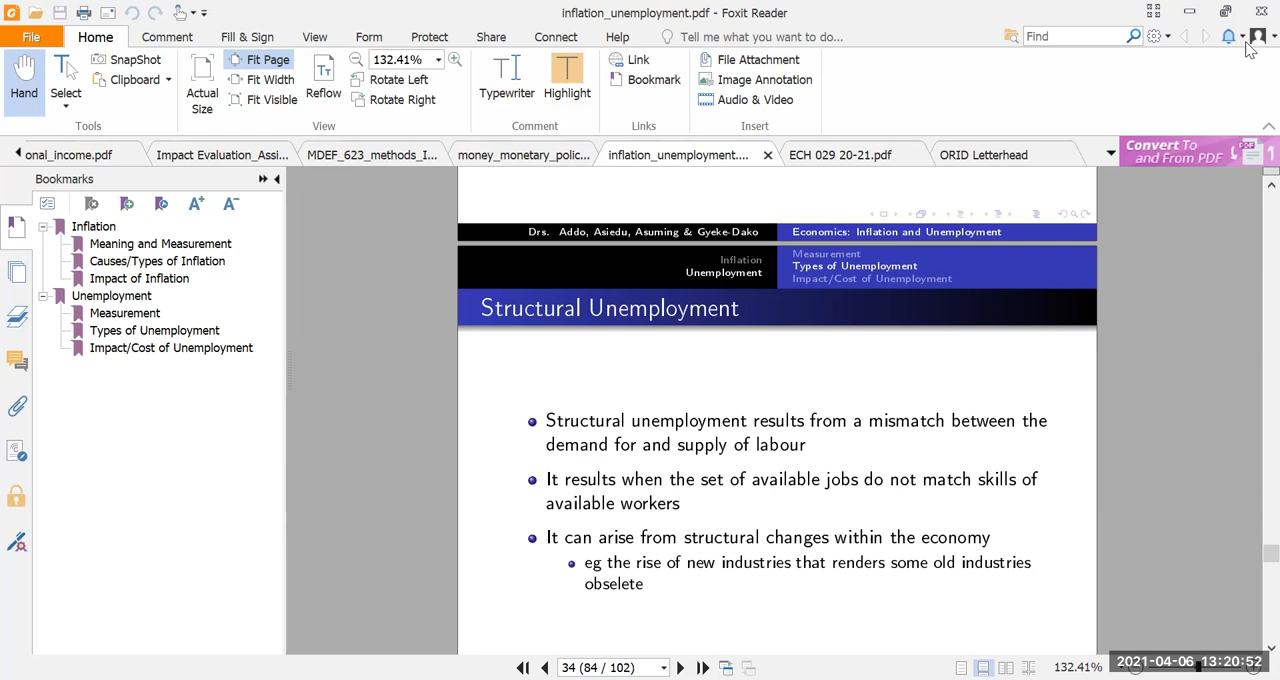 inflation_unemployment.pdf - Foxit Reader
File Home Comment Fill & Sign View Form Protect Share Connect Help Tell me what you want to do... Find
Hand
Select
SnapShot
Clipboard
Tools
Actual
Size
Fit Page
Fit Width
Fit Visible
Reflow
132.41%
Rotate Left
Rotate Right
View
Typewriter
Highlight
Comment
Link
Bookmark
Links
File Attachment
Image Annotation
Audio & Video
Insert
onal_income.pdf Impact Evaluation_Assi... MDEF_623_methods_I... money_monetary_polic... inflation_unemployment.... ECH 029 20-21.pdf ORID Letterhead
Convert To
and From PDF
Bookmarks
Inflation
Meaning and Measurement
Causes/Types of Inflation
Impact of Inflation
Unemployment
Measurement
Types of Unemployment
Impact/Cost of Unemployment
Drs. Addo, Asiedu, Asuming & Gyeke-Dako Economics: Inflation and Unemployment
Inflation
Unemployment
Measurement
Types of Unemployment
Impact/Cost of Unemployment
Structural Unemployment
Structural unemployment results from a mismatch between the
demand for and supply of labour
It results when the set of available jobs do not match skills of
available workers
It can arise from structural changes within the economy
eg the rise of new industries that renders some old industries
obselete
34 (84 / 102)
132.41%
2021-04-06 13:20:52